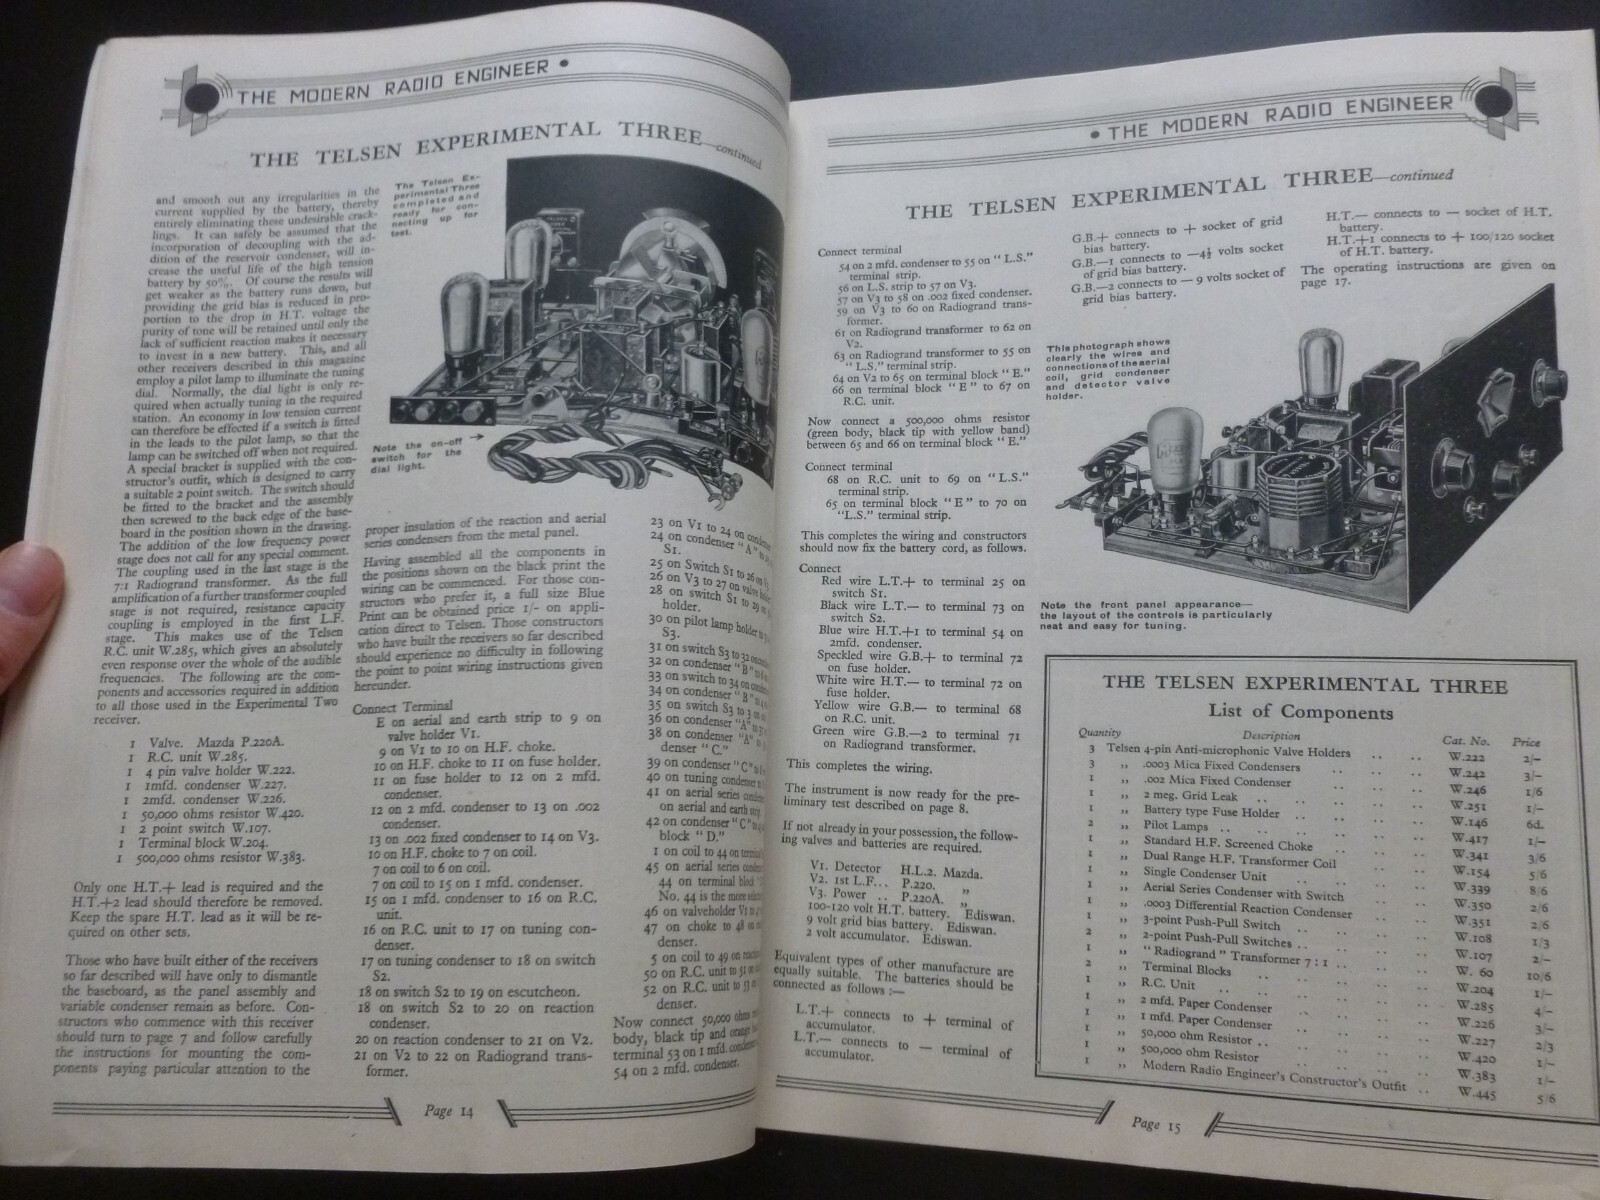 THE MODERN RADIO ENGINEER •
THE TELSEN EXPERIMENTAL THREE—continued
and smooth out any irregularities in the
current supplied by the battery, thereby
entirely eliminating those undesirable crack-
lings. It can safely be assumed that the
incorporation of decoupling with the ad-
dition of the reservoir condenser, will in-
crease the useful life of the high tension
battery by 50%. Of course the results will
get weaker as the battery runs down, but
providing the grid bias is reduced in pro-
portion to the drop in H.T. voltage the
purity of tone will be retained until only the
lack of sufficient reaction makes it necessary
to invest in a new battery. This, and all
other receivers described in this magazine
employ a pilot lamp to illuminate the tuning
dial. Normally, the dial light is only re-
quired when actually tuning in the required
station. An economy in low tension current
can therefore be effected if a switch is fitted
in the leads to the pilot lamp, so that the
lamp can be switched off when not required.
A special bracket is supplied with the con-
structor's outfit, which is designed to carry
a suitable 2 point switch. The switch should
be fitted to the bracket and the assembly
then screwed to the back edge of the base-
board in the position shown in the drawing.
The addition of the low frequency power
stage does not call for any special comment.
The coupling used in the last stage is the
7:1 Radiogrand transformer. As the full
amplification of a further transformer coupled
stage is not required, resistance capacity
coupling is employed in the first L.F.
stage. This makes use of the Telsen
R.C. unit W.285, which gives an absolutely
even response over the whole of the audible
frequencies. The following are the com-
ponents and accessories required in addition
to all those used in the Experimental Two
receiver.
1 Valve. Mazda P.220A.
1 R.C. unit W.285.
1 4 pin valve holder W.222.
1 1mfd. condenser W.227.
1 2mfd. condenser W.226.
1 50,000 ohms resistor W.420.
1 2 point switch W.107.
1 Terminal block W.204.
1 500,000 ohms resistor W.383.
Only one H.T.+ lead is required and the
H.T.+2 lead should therefore be removed.
Keep the spare H.T. lead as it will be re-
quired on other sets.
Those who have built either of the receivers
so far described will have only to dismantle
the baseboard, as the panel assembly and
variable condenser remain as before. Con-
structors who commence with this receiver
should turn to page 7 and follow carefully
the instructions for mounting the com-
ponents paying particular attention to the
The Telsen Ex-
perimental Three
completed and
ready for con-
necting up for
test.
Note the on-off
switch for the
dial light.
proper insulation of the reaction and aerial
series condensers from the metal panel.
Having assembled all the components in
the positions shown on the black print the
wiring can be commenced. For those con-
structors who prefer it, a full size Blue
Print can be obtained price 1/- on appli-
cation direct to Telsen. Those constructors
who have built the receivers so far described
should experience no difficulty in following
the point to point wiring instructions given
hereunder.
Connect Terminal
E on aerial and earth strip to 9 on
valve holder V1.
9 on V1 to 10 on H.F. choke.
10 on H.F. choke to 11 on fuse holder.
11 on fuse holder to 12 on 2 mfd.
condenser.
12 on 2 mfd. condenser to 13 on .002
condenser.
13 on .002 fixed condenser to 14 on V3.
10 on H.F. choke to 7 on coil.
7 on coil to 6 on coil.
7 on coil to 15 on 1 mfd. condenser.
15 on 1 mfd. condenser to 16 on R.C.
unit.
16 on R.C. unit to 17 on tuning con-
denser.
17 on tuning condenser to 18 on switch
S2.
18 on switch S2 to 19 on escutcheon.
18 on switch S2 to 20 on reaction
condenser.
20 on reaction condenser to 21 on V2.
21 on V2 to 22 on Radiogrand trans-
former.
23 on V1 to 24 on
24 on condenser "A"
S1.
25 on Switch S1 to 26 on
26 on V3 to 27 on valve
28 on switch S1 to 29
holder.
30 on pilot lamp holder
S3.
31 on switch S3 to 32
32 on condenser "B"
33 on switch to 34 on
34 on condenser "B"
35 on switch S3 to 3 on
36 on condenser "A"
38 on condenser "A"
denser "C."
39 on condenser "C"
40 on tuning condenser
41 on aerial series
on aerial and earth
42 on condenser "C"
block "D."
1 on coil to 44 on
45 on aerial series
44 on terminal
No. 44 is the more
46 on valveholder V1
47 on choke to 48
denser.
5 on coil to 49 on
50 on R.C. unit to 51
52 on R.C. unit to 53
denser.
Now connect 50,000 ohm
body, black tip and
terminal 53 on 1 mfd.
54 on 2 mfd. condenser.
Page 14
• THE MODERN RADIO ENGINEER
THE TELSEN EXPERIMENTAL THREE—continued
Connect terminal
54 on 2 mfd. condenser to 55 on "L.S."
terminal strip.
56 on L.S. strip to 57 on V3.
57 on V3 to 58 on .002 fixed condenser.
59 on V3 to 60 on Radiogrand trans-
former.
61 on Radiogrand transformer to 62 on
V2.
63 on Radiogrand transformer to 55 on
"L.S." terminal strip.
64 on V2 to 65 on terminal block "E."
66 on terminal block "E" to 67 on
R.C. unit.
Now connect a 500,000 ohms resistor
(green body, black tip with yellow band)
between 65 and 66 on terminal block "E."
Connect terminal
68 on R.C. unit to 69 on "L.S."
terminal strip.
65 on terminal block "E" to 70 on
"L.S." terminal strip.
This completes the wiring and constructors
should now fix the battery cord, as follows.
Connect
Red wire L.T.+ to terminal 25 on
switch S1.
Black wire L.T.— to terminal 73 on
switch S2.
Blue wire H.T.+1 to terminal 54 on
2mfd. condenser.
Speckled wire G.B.+ to terminal 72
on fuse holder.
White wire H.T.— to terminal 72 on
fuse holder.
Yellow wire G.B.— to terminal 68
on R.C. unit.
Green wire G.B.—2 to terminal 71
on Radiogrand transformer.
This completes the wiring.
The instrument is now ready for the pre-
liminary test described on page 8.
If not already in your possession, the follow-
ing valves and batteries are required.
V1. Detector H.L.2. Mazda.
V2. 1st L.F... P.220. „
V3. Power .. P.220A. „
100-120 volt H.T. battery. Ediswan.
9 volt grid bias battery. Ediswan.
2 volt accumulator. Ediswan.
Equivalent types of other manufacture are
equally suitable. The batteries should be
connected as follows :—
L.T.+ connects to + terminal of
accumulator.
L.T.— connects to — terminal of
accumulator.
G.B.+ connects to + socket of grid
bias battery.
G.B.—1 connects to —4½ volts socket
of grid bias battery.
G.B.—2 connects to — 9 volts socket of
grid bias battery.
H.T.— connects to — socket of H.T.
battery.
H.T.+1 connects to + 100/120 socket
of H.T. battery.
The operating instructions are given on
page 17.
This photograph shows
clearly the wires and
connections of the aerial
coil, grid condenser
and detector valve
holder.
Note the front panel appearance—
the layout of the controls is particularly
neat and easy for tuning.
THE TELSEN EXPERIMENTAL THREE
List of Components
Quantity Description Cat. No. Price
3 Telsen 4-pin Anti-microphonic Valve Holders .. .. W.222 2/-
3 „ .0003 Mica Fixed Condensers .. .. W.242 3/-
1 „ .002 Mica Fixed Condenser .. .. W.246 1/6
1 „ 2 meg. Grid Leak .. .. W.251 1/-
1 „ Battery type Fuse Holder .. .. W.146 6d.
2 „ Pilot Lamps .. .. W.417 1/-
1 „ Standard H.F. Screened Choke .. .. W.341 3/6
1 „ Dual Range H.F. Transformer Coil .. .. W.154 5/6
1 „ Single Condenser Unit .. .. W.339 8/6
1 „ Aerial Series Condenser with Switch .. .. W.350 2/6
1 „ .0003 Differential Reaction Condenser .. .. W.351 2/6
1 „ 3-point Push-Pull Switch .. .. W.108 1/3
2 „ 2-point Push-Pull Switches .. .. W.107 2/-
1 „ "Radiogrand" Transformer 7 : 1 .. .. W. 60 10/6
2 „ Terminal Blocks .. .. W.204 1/-
1 „ R.C. Unit .. .. W.285 4/-
1 „ 2 mfd. Paper Condenser .. .. W.226 3/-
1 „ 1 mfd. Paper Condenser .. .. W.227 2/3
1 „ 50,000 ohm Resistor .. .. W.420 1/-
1 „ 500,000 ohm Resistor .. .. W.383 1/-
1 „ Modern Radio Engineer's Constructor's Outfit .. W.445 5/6
Page 15